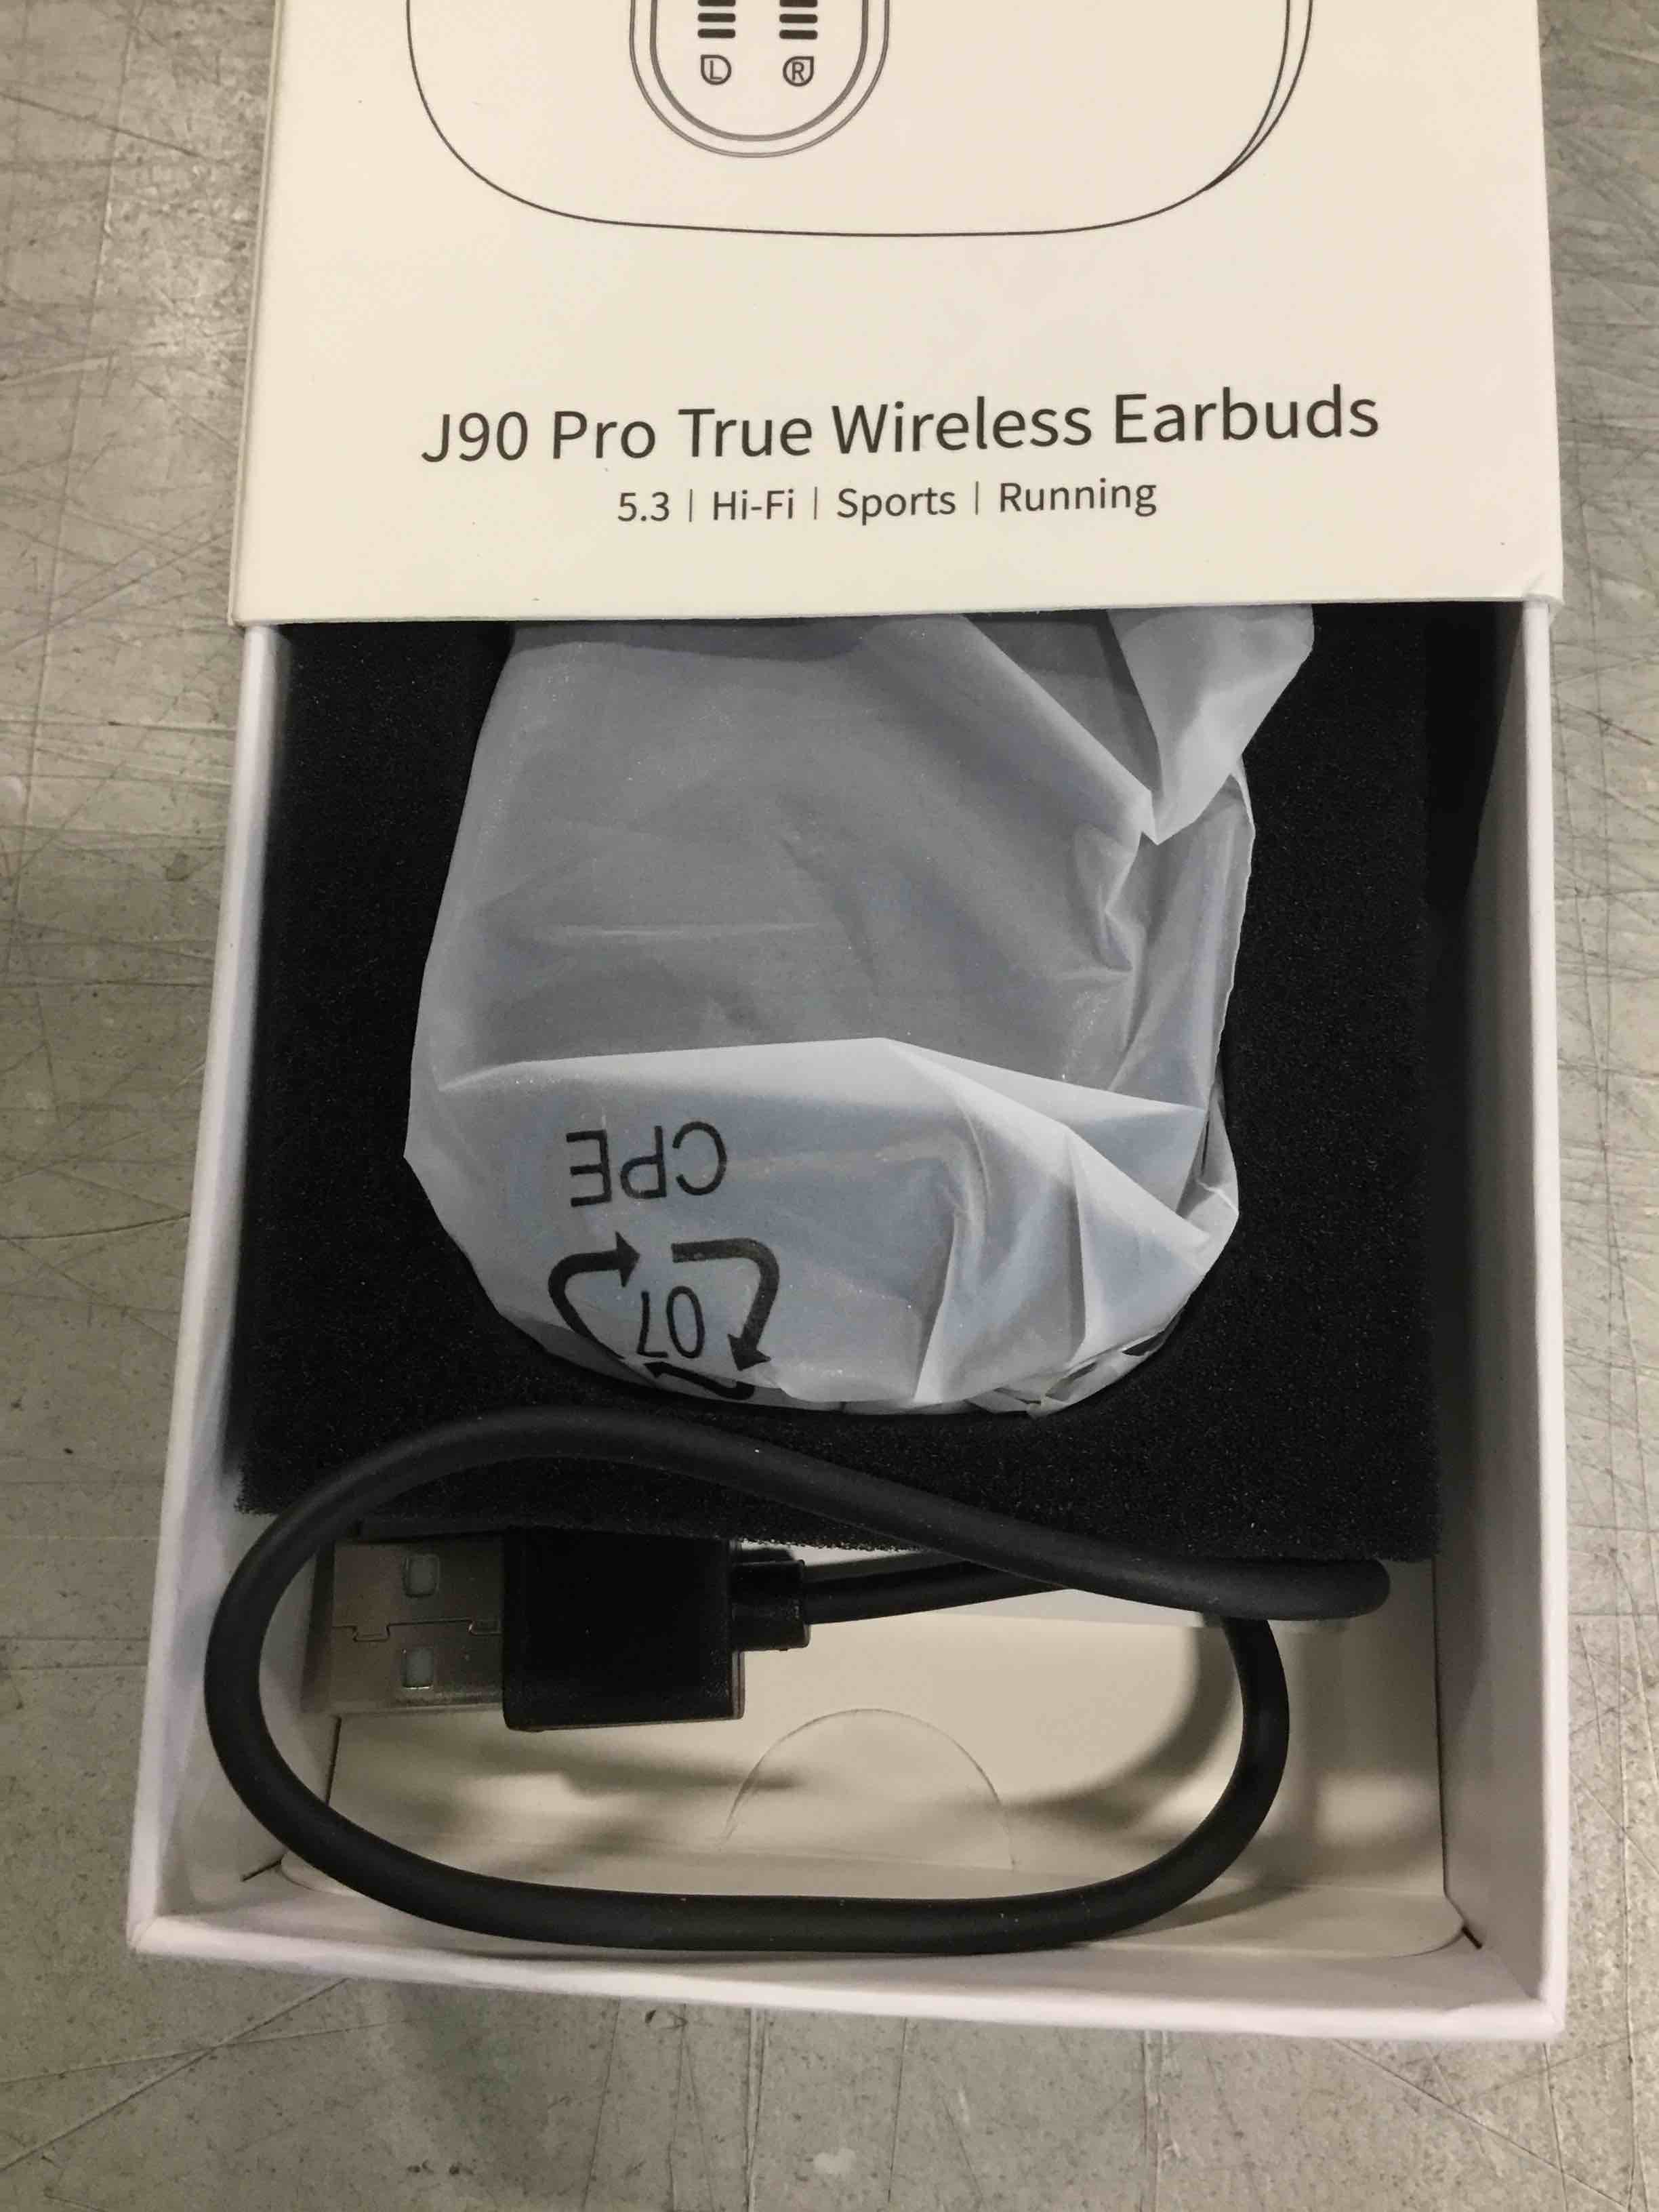 L R
J90 Pro True Wireless Earbuds
5.3 | Hi-Fi | Sports | Running
CPE
07